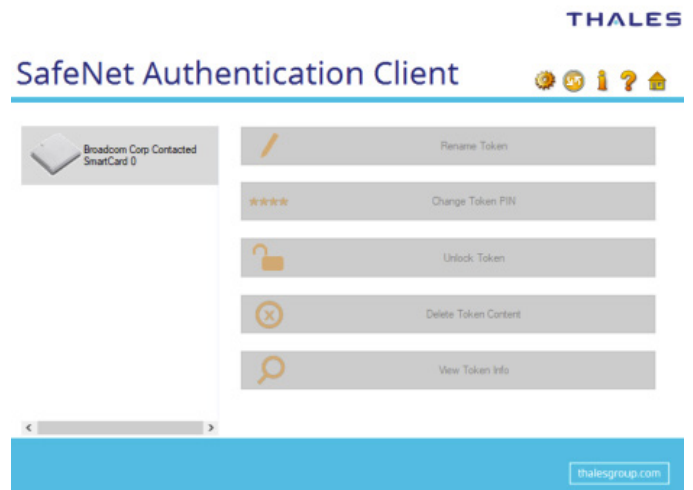 THALES
SafeNet Authentication Client
Broadcom Corp Contacted
SmartCard 0
Rename Token
Change Token PIN
Unlock Token
Delete Token Content
View Token Info
thalesgroup.com